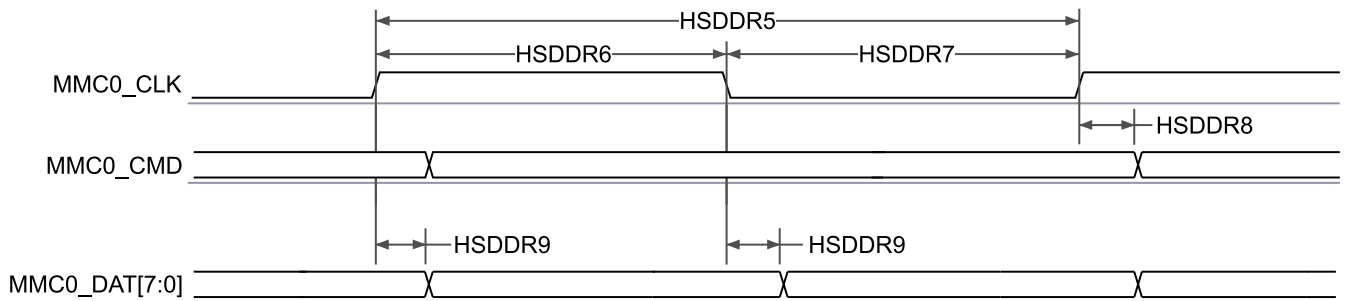 HSDDR5
HSDDR6 HSDDR7
MMC0_CLK
HSDDR8
MMC0_CMD
HSDDR9 HSDDR9
MMC0_DAT[7:0]